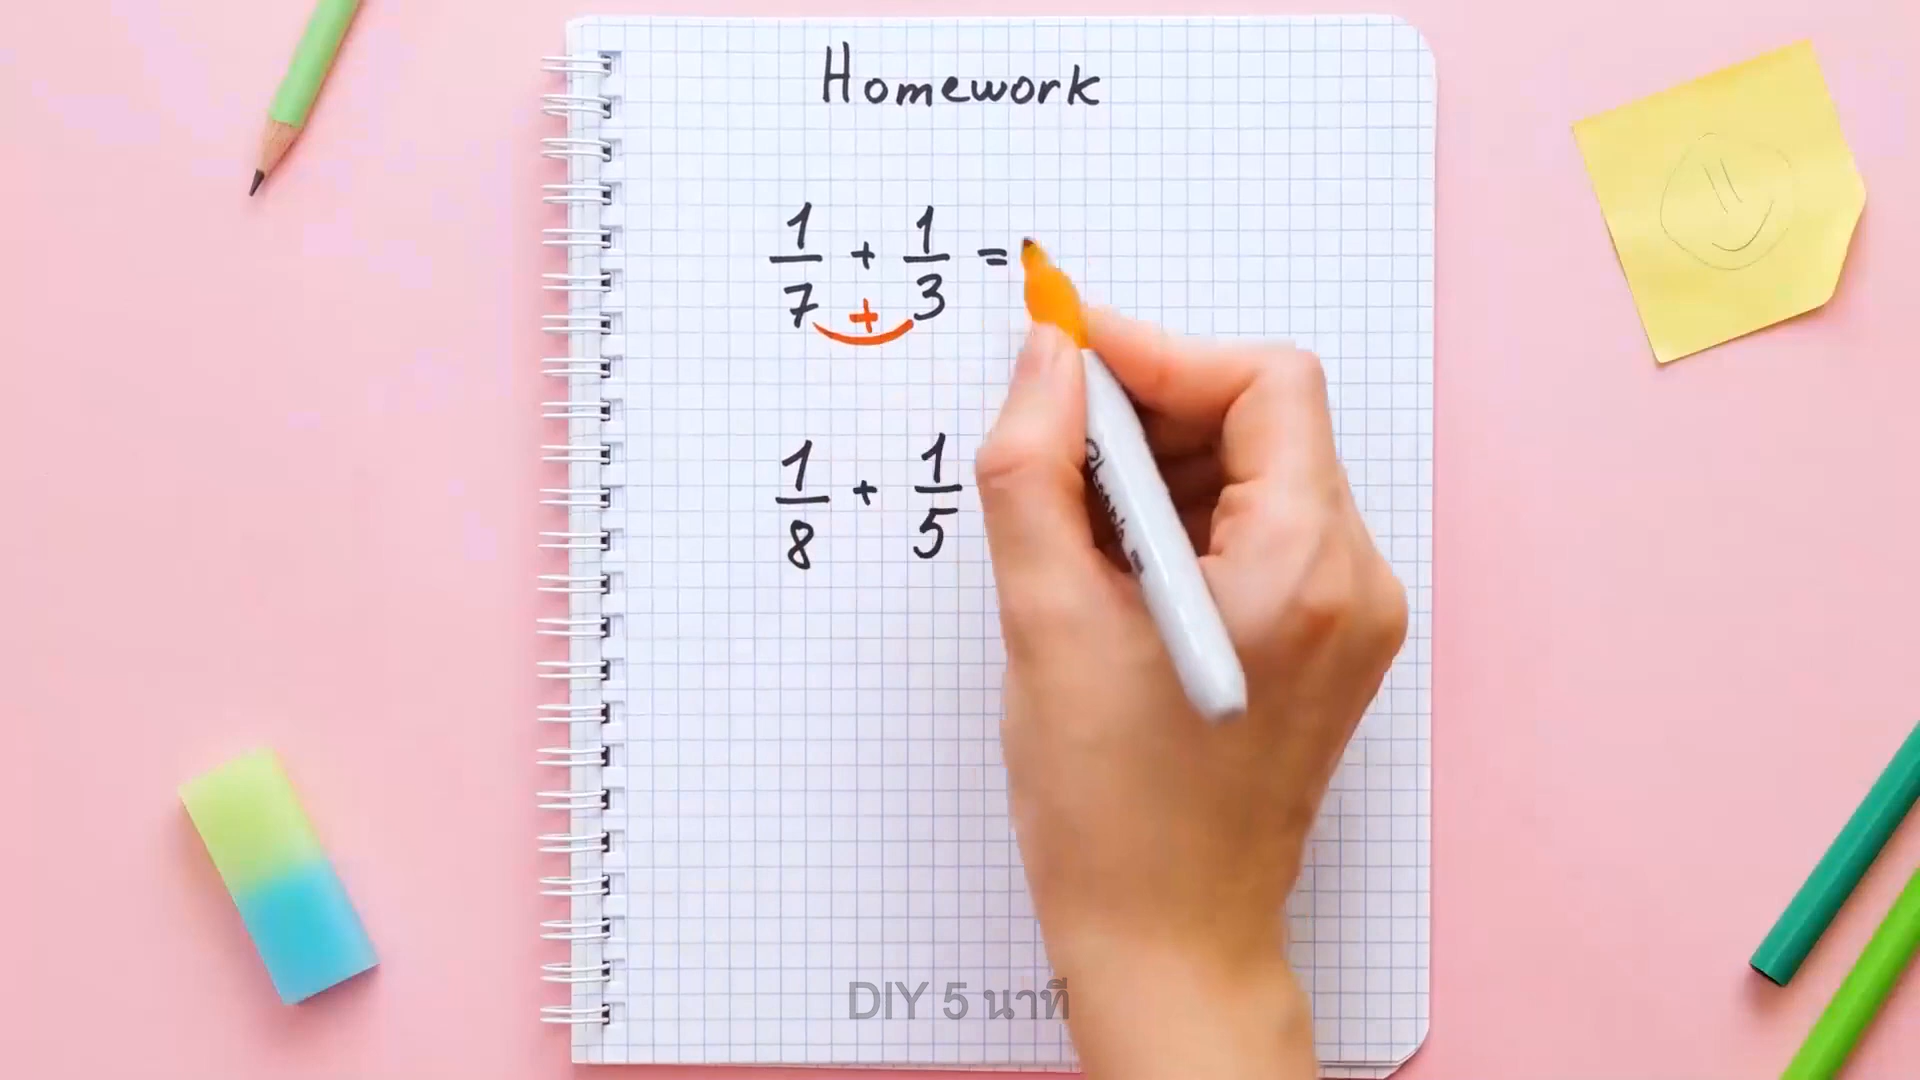 Homework
1/7 + 1/3 =
+
1/8 + 1/5
DIY 5 นาที